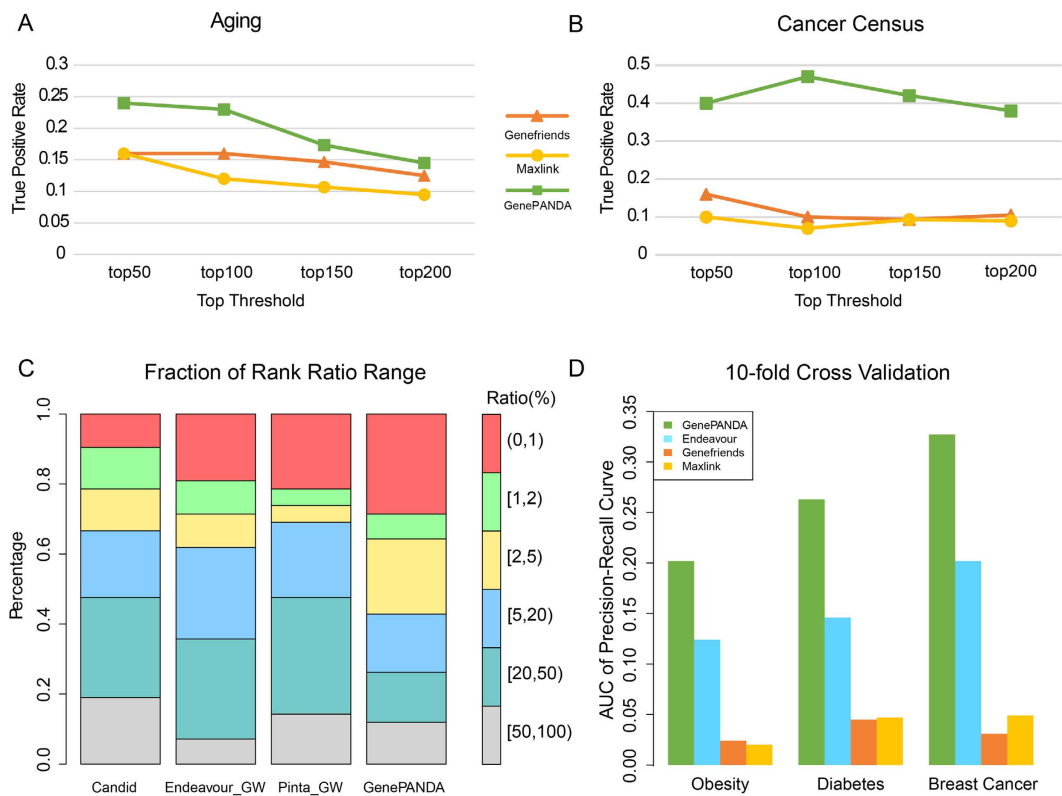 A
Aging
True Positive Rate
0.3
0.25
0.2
0.15
0.1
0.05
0
top50
top100
top150
top200
Top Threshold
Genefriends
Maxlink
GenePANDA
B
Cancer Census
True Positive Rate
0.5
0.4
0.3
0.2
0.1
0
top50
top100
top150
top200
Top Threshold
C
Fraction of Rank Ratio Range
Percentage
1.0
0.8
0.6
0.4
0.2
0.0
Candid
Endeavour_GW
Pinta_GW
GenePANDA
Ratio(%)
(0,1)
[1,2)
[2,5)
[5,20)
[20,50)
[50,100)
D
10-fold Cross Validation
AUC of Precision-Recall Curve
0.35
0.30
0.25
0.20
0.15
0.10
0.05
0.00
GenePANDA
Endeavour
Genefriends
Maxlink
Obesity
Diabetes
Breast Cancer